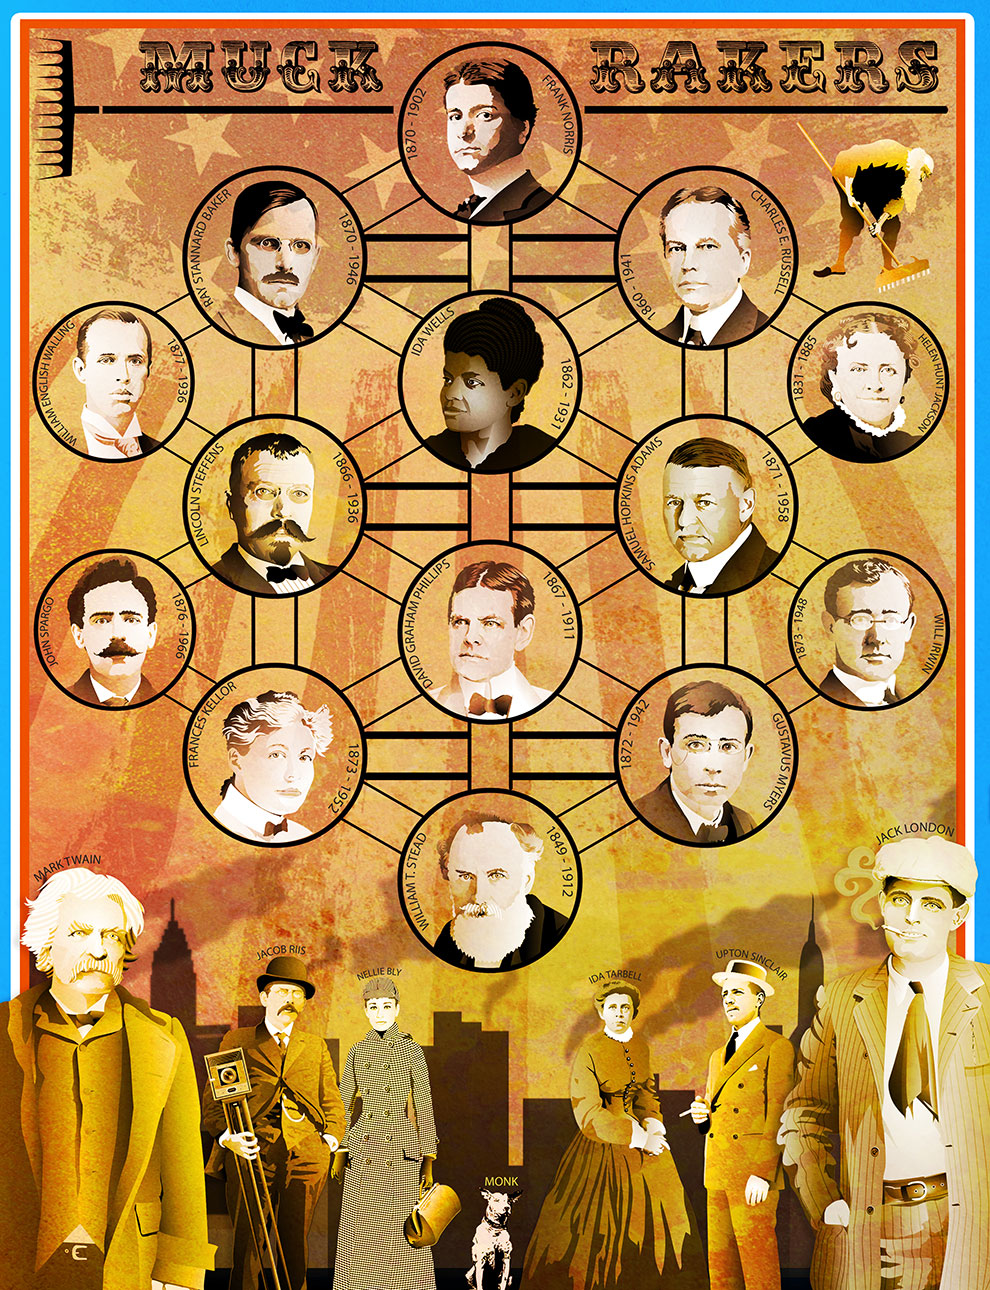 MUCK RAKERS
1870 - 1902
FRANK NORRIS
RAY STANNARD BAKER
1870 - 1946
1860 - 1941
CHARLES E. RUSSELL
WILLIAM ENGLISH WALLING
1877 - 1936
IDA WELLS
1862 - 1931
1831 - 1885
HELEN HUNT JACKSON
LINCOLN STEFFENS
1866 - 1936
SAMUEL HOPKINS ADAMS
1871 - 1958
JOHN SPARGO
1876 - 1966
DAVID GRAHAM PHILLIPS
1867 - 1911
1873 - 1948
WILL IRWIN
FRANCES KELLOR
1873 - 1952
1872 - 1942
GUSTAVUS MYERS
WILLIAM T. STEAD
1849 - 1912
MARK TWAIN
JACK LONDON
JACOB RIIS
NELLIE BLY
IDA TARBELL
UPTON SINCLAIR
MONK